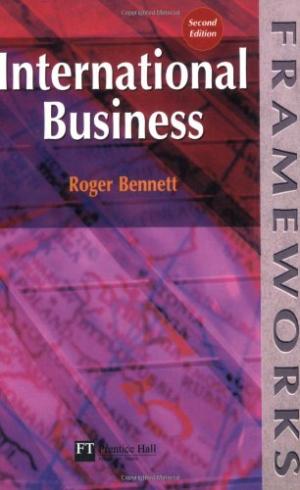 Second
Edition
International
Business
Roger Bennett
FRAMEWORKS
FT Prentice Hall